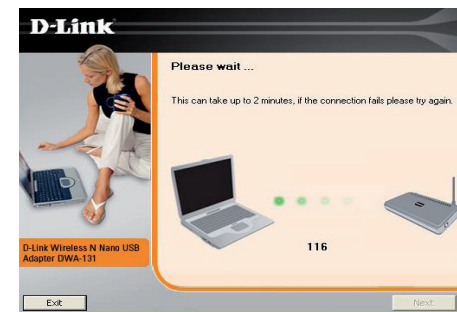 D-Link
Please wait ...
This can take up to 2 minutes, if the connection fails please try again.
116
D-Link Wireless N Nano USB
Adapter DWA-131
Exit
Next